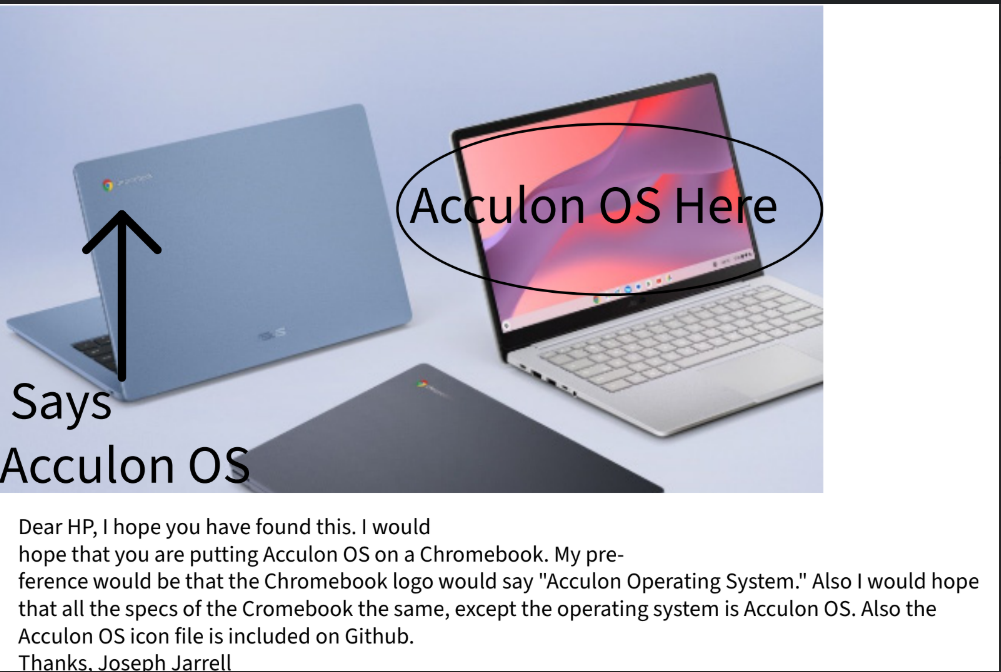 Acculon OS Here
Says
Acculon OS
Dear HP, I hope you have found this. I would
hope that you are putting Acculon OS on a Chromebook. My pre-
ference would be that the Chromebook logo would say "Acculon Operating System." Also I would hope
that all the specs of the Cromebook the same, except the operating system is Acculon OS. Also the
Acculon OS icon file is included on Github.
Thanks, Joseph Jarrell